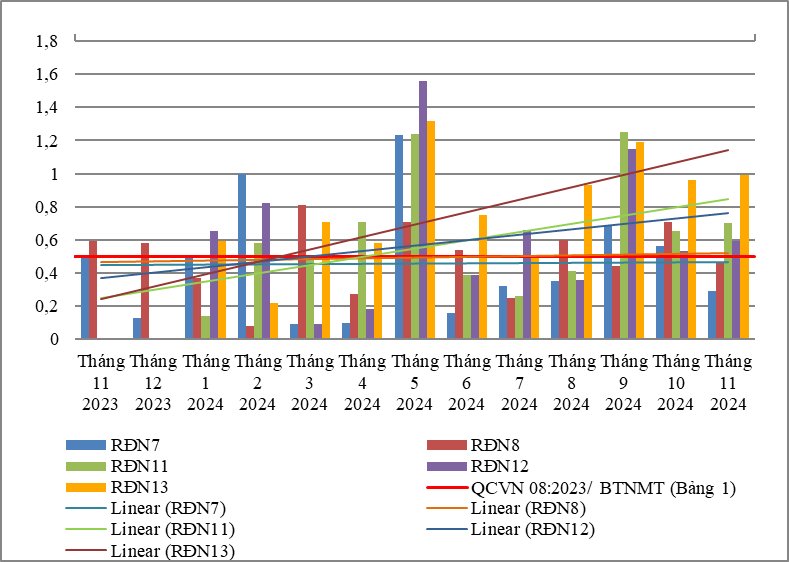 1,8
1,6
1,4
1,2
1
0,8
0,6
0,4
0,2
0
Tháng Tháng Tháng Tháng Tháng Tháng Tháng Tháng Tháng Tháng Tháng Tháng Tháng
11 12 1 2 3 4 5 6 7 8 9 10 11
2023 2023 2024 2024 2024 2024 2024 2024 2024 2024 2024 2024 2024
RĐN7 RĐN8
RĐN11 RĐN12
RĐN13 QCVN 08:2023/ BTNMT (Bảng 1)
Linear (RĐN7) Linear (RĐN8)
Linear (RĐN11) Linear (RĐN12)
Linear (RĐN13)